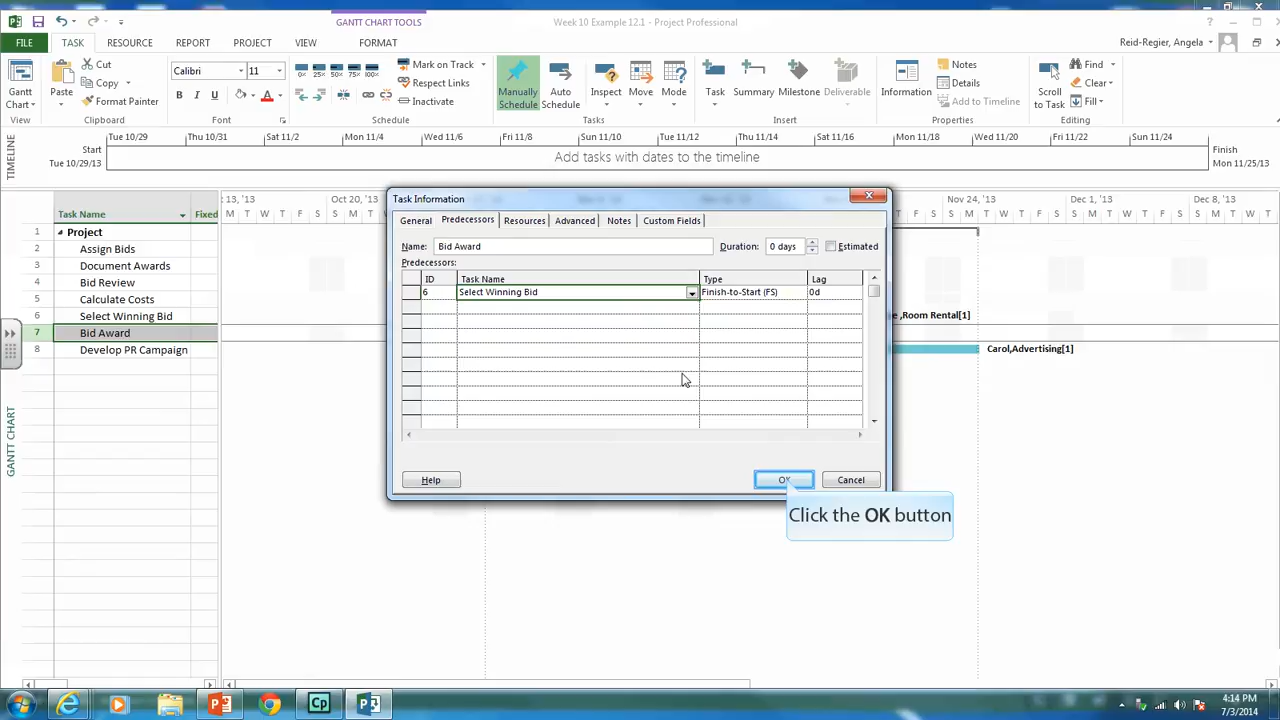 GANTT CHART TOOLS
Week 10 Example 12.1 - Project Professional
FILE TASK RESOURCE REPORT PROJECT VIEW FORMAT
Reid-Regier, Angela
Gantt Chart
View
Paste
Cut
Copy
Format Painter
Clipboard
Calibri 11
B I U A
Font
0% 25% 50% 75% 100%
Mark on Track
Respect Links
Inactivate
Schedule
Manually Schedule
Auto Schedule
Inspect
Move
Mode
Tasks
Task
Summary
Milestone
Deliverable
Insert
Information
Notes
Details
Add to Timeline
Properties
Scroll to Task
Find
Clear
Fill
Editing
TIMELINE
Tue 10/29 Thu 10/31 Sat 11/2 Mon 11/4 Wed 11/6 Fri 11/8 Sun 11/10 Tue 11/12 Thu 11/14 Sat 11/16 Mon 11/18 Wed 11/20 Fri 11/22 Sun 11/24
Start
Tue 10/29/13
Add tasks with dates to the timeline
Finish
Mon 11/25/13
GANTT CHART
Task Name Fixed
13, '13 Oct 20, '13 Nov 24, '13 Dec 1, '13 Dec 8, '13
1 Project
2 Assign Bids
3 Document Awards
4 Bid Review
5 Calculate Costs
6 Select Winning Bid
7 Bid Award
8 Develop PR Campaign
,Room Rental[1]
Carol,Advertising[1]
Task Information
General Predecessors Resources Advanced Notes Custom Fields
Name: Bid Award Duration: 0 days Estimated
Predecessors:
ID Task Name Type Lag
6 Select Winning Bid Finish-to-Start (FS) 0d
Help OK Cancel
Click the OK button
4:14 PM
7/3/2014